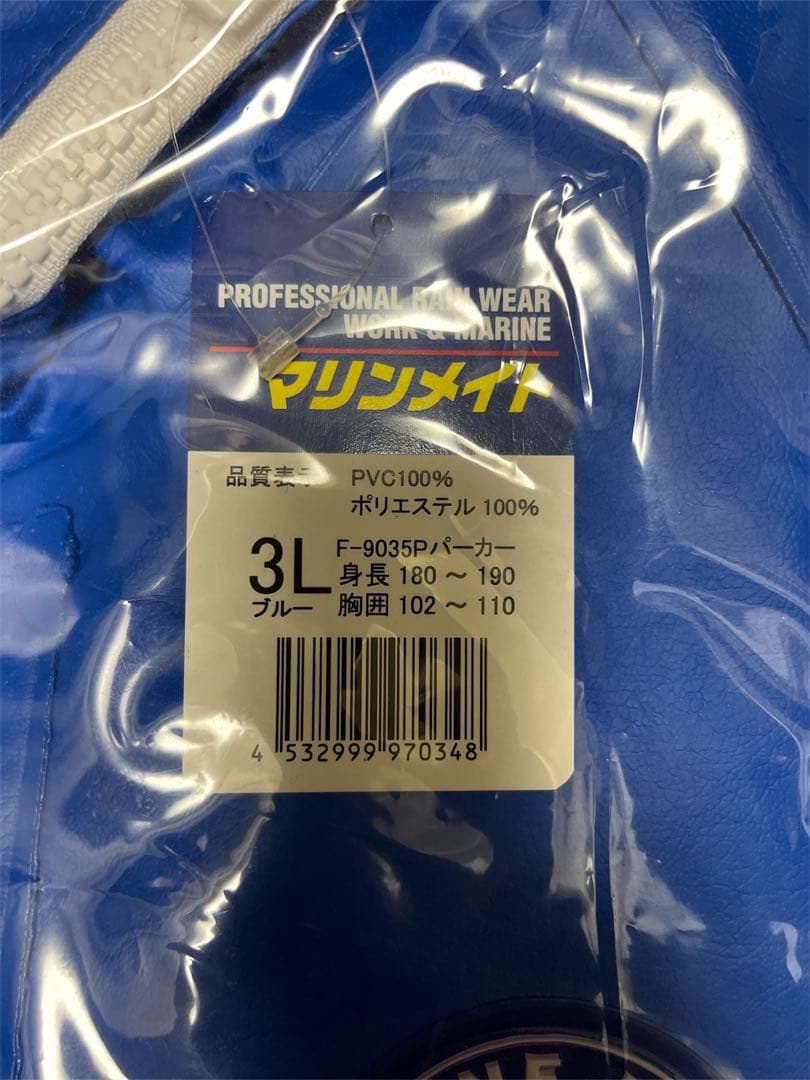 PROFESSIONAL RAIN WEAR
WORK & MARINE
マリンメイト
品質表示 PVC100%
ポリエステル 100%
3L F-9035Pパーカー
身長 180 ～ 190
ブルー 胸囲 102 ～ 110
4 532999 970348